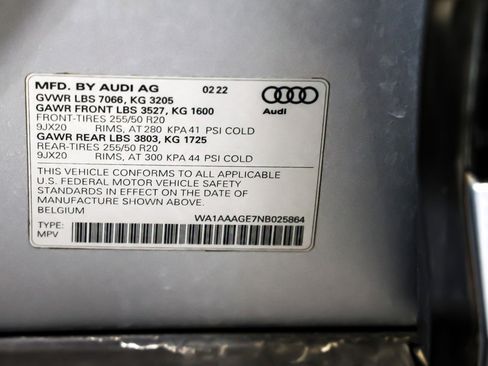 MFD. BY AUDI AG 02 22
GVWR LBS 7066, KG 3205
GAWR FRONT LBS 3527, KG 1600
FRONT-TIRES 255/50 R20
9JX20 RIMS, AT 280 KPA 41 PSI COLD
GAWR REAR LBS 3803, KG 1725
REAR-TIRES 255/50 R20
9JX20 RIMS, AT 300 KPA 44 PSI COLD
Audi
THIS VEHICLE CONFORMS TO ALL APPLICABLE
U.S. FEDERAL MOTOR VEHICLE SAFETY
STANDARDS IN EFFECT ON THE DATE OF
MANUFACTURE SHOWN ABOVE.
BELGIUM WA1AAAGE7NB025864
TYPE:
MPV